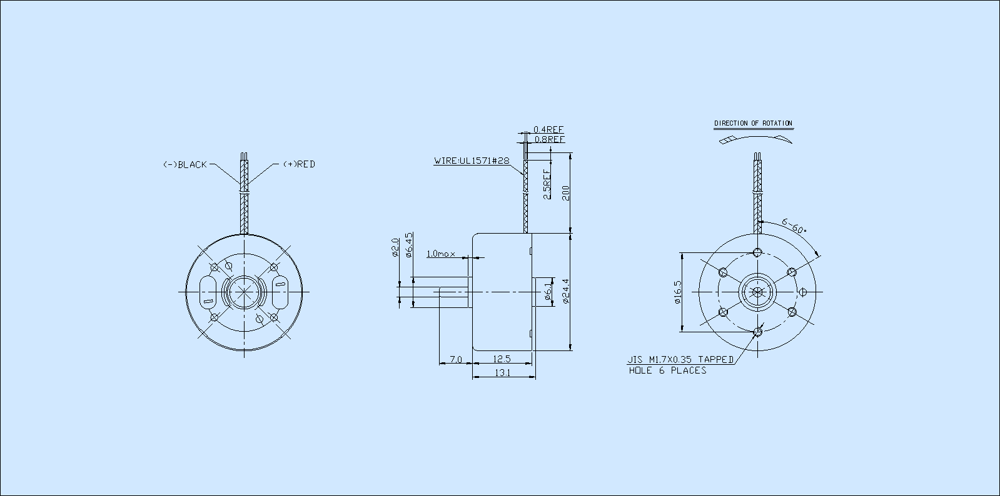 (-)BLACK
(+)RED
0.4REF
0.8REF
WIRE:UL1571#28
2.5REF
200
ø2.0
ø6.45
1.0max
ø6.1
ø24.4
7.0
12.5
13.1
DIRECTION OF ROTATION
6-60°
ø16.5
JIS M1.7X0.35 TAPPED
HOLE 6 PLACES